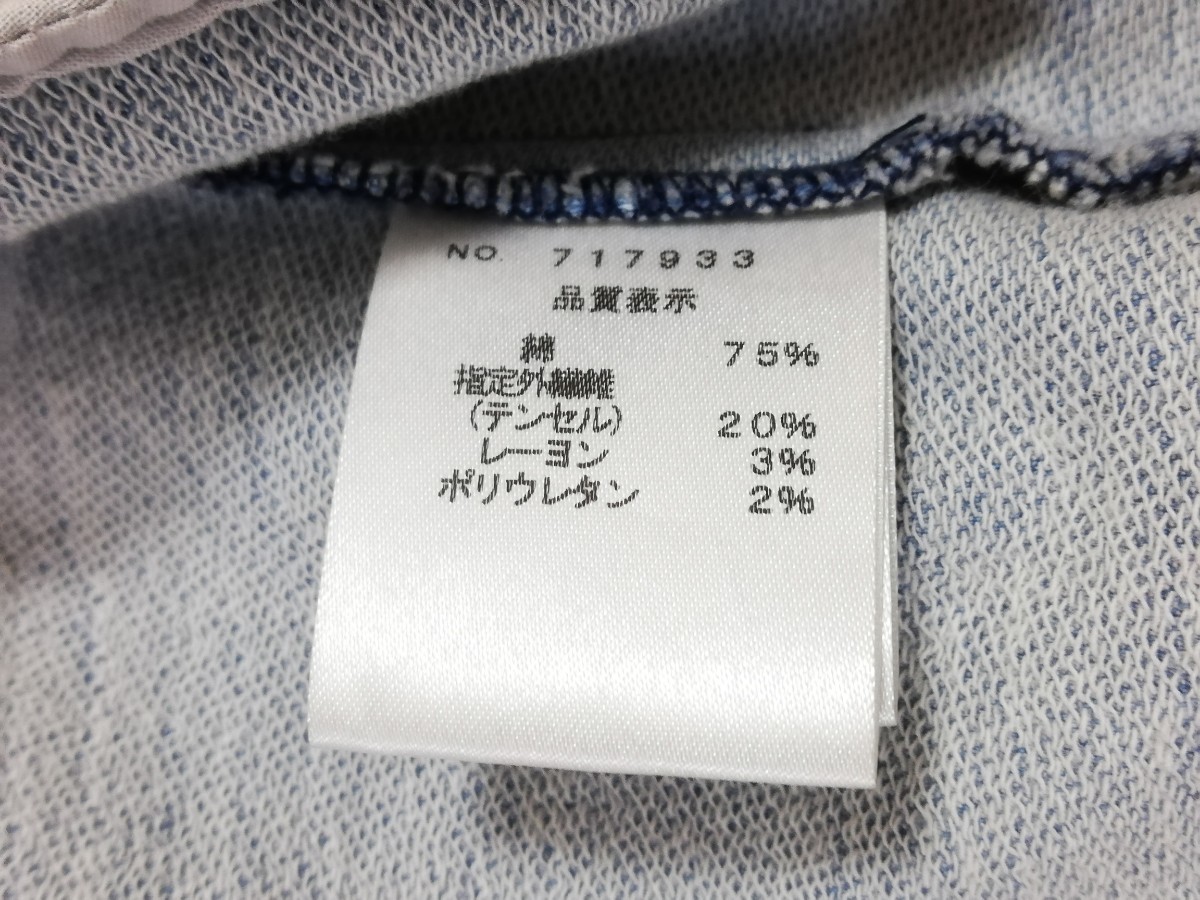 NO. 717933
品質表示
綿 75%
指定外繊維
(テンセル) 20%
レーヨン 3%
ポリウレタン 2%